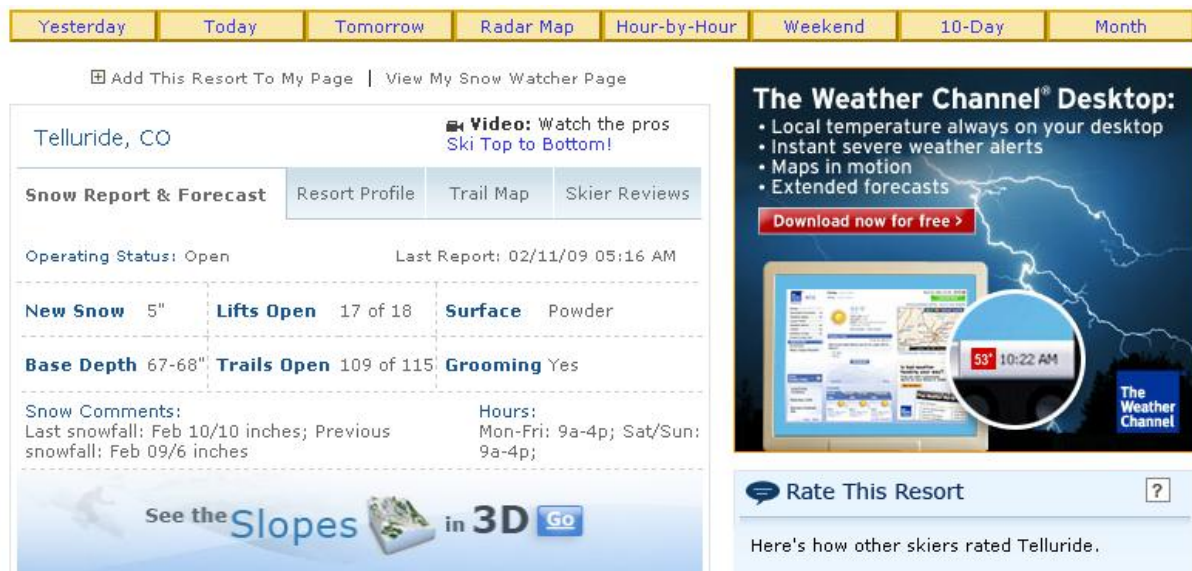 Yesterday Today Tomorrow Radar Map Hour-by-Hour Weekend 10-Day Month
Add This Resort To My Page | View My Snow Watcher Page
Telluride, CO
Video: Watch the pros
Ski Top to Bottom!
Snow Report & Forecast Resort Profile Trail Map Skier Reviews
Operating Status: Open Last Report: 02/11/09 05:16 AM
New Snow 5" Lifts Open 17 of 18 Surface Powder
Base Depth 67-68" Trails Open 109 of 115 Grooming Yes
Snow Comments:
Last snowfall: Feb 10/10 inches; Previous
snowfall: Feb 09/6 inches
Hours:
Mon-Fri: 9a-4p; Sat/Sun:
9a-4p;
See the Slopes in 3D Go
The Weather Channel® Desktop:
• Local temperature always on your desktop
• Instant severe weather alerts
• Maps in motion
• Extended forecasts
Download now for free >
53° 10:22 AM
The
Weather
Channel
Rate This Resort ?
Here's how other skiers rated Telluride.